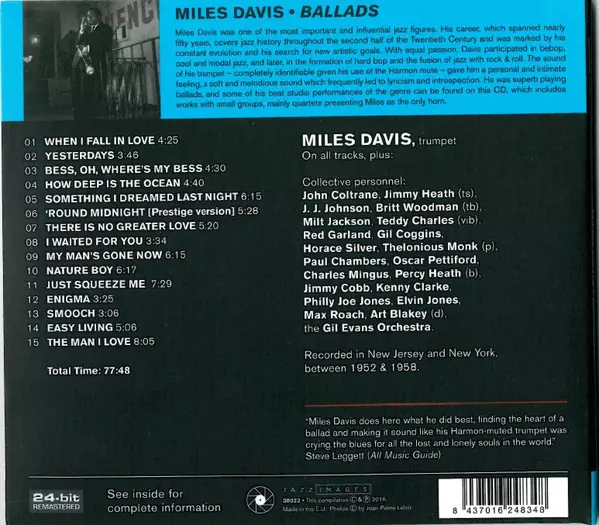 MILES DAVIS • BALLADS
Miles Davis was one of the most important and influential jazz figures. His career, which spanned nearly
fifty years, covers jazz history throughout the second half of the Twentieth Century and was marked by his
constant evolution and his search for new artistic goals. With equal passion, Davis participated in bebop,
cool and modal jazz, and later, in the formation of hard bop and the fusion of jazz with rock & roll. The sound
of his trumpet – completely identifiable given his use of the Harmon mute – gave him a personal and intimate
feeling, a soft and melodious sound which frequently led to lyricism and introspection. He was superb playing
ballads, and some of his best studio performances of the genre can be found on this CD, which includes
works with small groups, mainly quartets presenting Miles as the only horn.
01 WHEN I FALL IN LOVE 4:25
02 YESTERDAYS 3:46
03 BESS, OH, WHERE'S MY BESS 4:30
04 HOW DEEP IS THE OCEAN 4:40
05 SOMETHING I DREAMED LAST NIGHT 6:15
06 'ROUND MIDNIGHT [Prestige version] 5:28
07 THERE IS NO GREATER LOVE 5:20
08 I WAITED FOR YOU 3:34
09 MY MAN'S GONE NOW 6:15
10 NATURE BOY 6:17
11 JUST SQUEEZE ME 7:29
12 ENIGMA 3:25
13 SMOOCH 3:06
14 EASY LIVING 5:06
15 THE MAN I LOVE 8:05
Total Time: 77:48
MILES DAVIS, trumpet
On all tracks, plus:
Collective personnel:
John Coltrane, Jimmy Heath (ts),
J. J. Johnson, Britt Woodman (tb),
Milt Jackson, Teddy Charles (vib),
Red Garland, Gil Coggins,
Horace Silver, Thelonious Monk (p),
Paul Chambers, Oscar Pettiford,
Charles Mingus, Percy Heath (b),
Jimmy Cobb, Kenny Clarke,
Philly Joe Jones, Elvin Jones,
Max Roach, Art Blakey (d),
the Gil Evans Orchestra.
Recorded in New Jersey and New York,
between 1952 & 1958.
"Miles Davis does here what he did best, finding the heart of a
ballad and making it sound like his Harmon-muted trumpet was
crying the blues for all the lost and lonely souls in the world."
Steve Leggett (All Music Guide)
24-bit
REMASTERED
See inside for
complete information
JAZZ IMAGES
38023 • This compilation © & ℗ 2018.
Made in the E.U. Photos © by Jean-Pierre Leloir
8 437016 248348